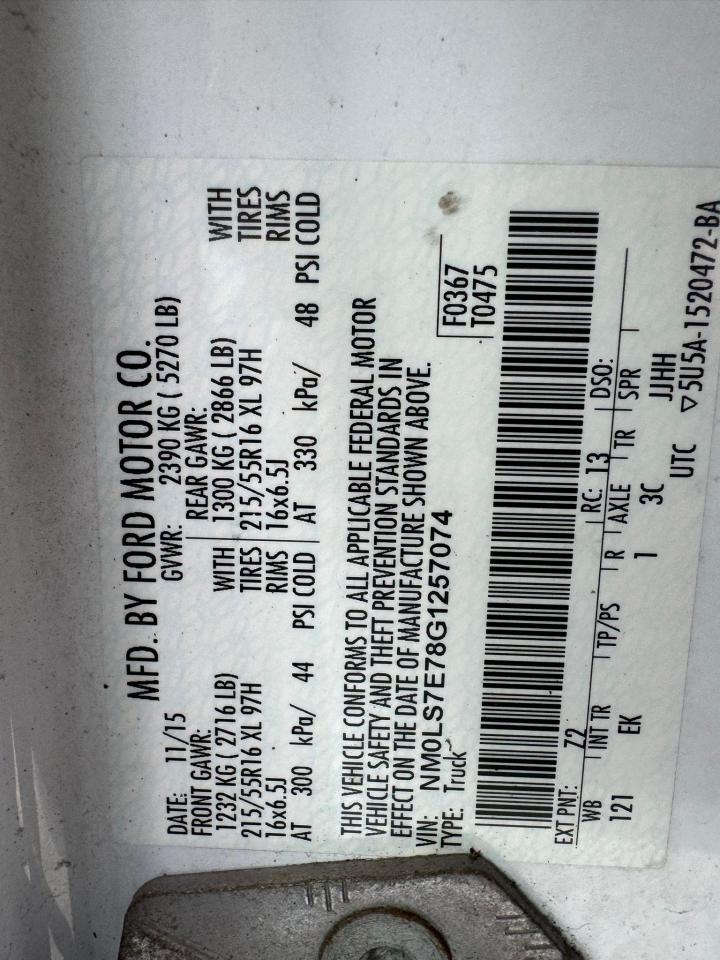 MFD. BY FORD MOTOR CO.
DATE: 11/15 GVWR: 2390 KG ( 5270 LB)
FRONT GAWR: REAR GAWR:
1232 KG ( 2716 LB) WITH 1300 KG ( 2866 LB) WITH
215/55R16 XL 97H TIRES 215/55R16 XL 97H TIRES
16x6.5J RIMS 16x6.5J RIMS
AT 300 kPa/ 44 PSI COLD AT 330 kPa/ 48 PSI COLD
THIS VEHICLE CONFORMS TO ALL APPLICABLE FEDERAL MOTOR
VEHICLE SAFETY AND THEFT PREVENTION STANDARDS IN
EFFECT ON THE DATE OF MANUFACTURE SHOWN ABOVE.
VIN: NM0LS7E78G1257074 F0367
TYPE: Truck T0475
EXT PNT: Z2 RC: 13 DSO:
WB INT TR TP/PS R AXLE TR SPR
121 EK 1 3C JJHH
UTC ▽5U5A-1520472-BA